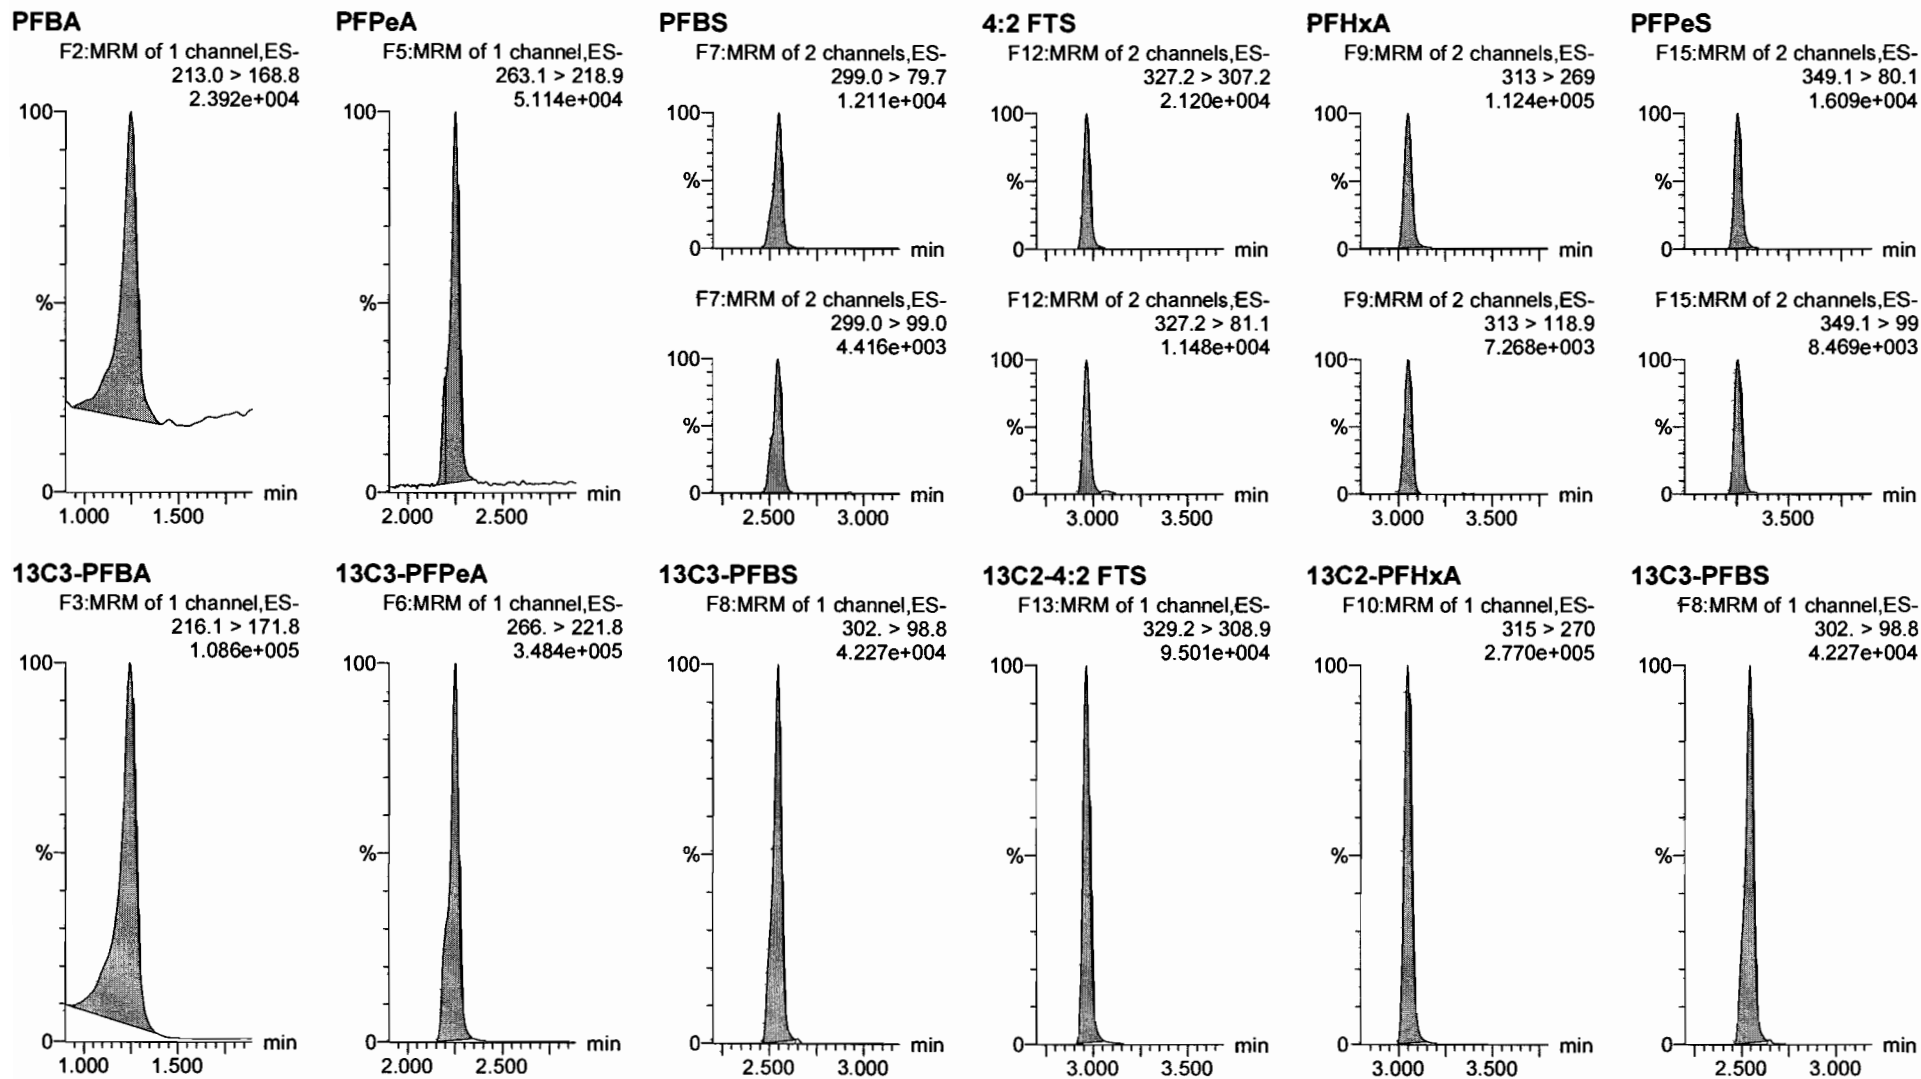 PFBA
F2:MRM of 1 channel,ES-
213.0 > 168.8
2.392e+004
100
%
0
min
1.000 1.500
PFPeA
F5:MRM of 1 channel,ES-
263.1 > 218.9
5.114e+004
100
%
0
min
2.000 2.500
PFBS
F7:MRM of 2 channels,ES-
299.0 > 79.7
1.211e+004
100
%
0
min
F7:MRM of 2 channels,ES-
299.0 > 99.0
4.416e+003
100
%
0
min
2.500 3.000
4:2 FTS
F12:MRM of 2 channels,ES-
327.2 > 307.2
2.120e+004
100
%
0
min
F12:MRM of 2 channels,ES-
327.2 > 81.1
1.148e+004
100
%
0
min
3.000 3.500
PFHxA
F9:MRM of 2 channels,ES-
313 > 269
1.124e+005
100
%
0
min
F9:MRM of 2 channels,ES-
313 > 118.9
7.268e+003
100
%
0
min
3.000 3.500
PFPeS
F15:MRM of 2 channels,ES-
349.1 > 80.1
1.609e+004
100
%
0
min
F15:MRM of 2 channels,ES-
349.1 > 99
8.469e+003
100
%
0
min
3.500
13C3-PFBA
F3:MRM of 1 channel,ES-
216.1 > 171.8
1.086e+005
100
%
0
min
1.000 1.500
13C3-PFPeA
F6:MRM of 1 channel,ES-
266. > 221.8
3.484e+005
100
%
0
min
2.000 2.500
13C3-PFBS
F8:MRM of 1 channel,ES-
302. > 98.8
4.227e+004
100
%
0
min
2.500 3.000
13C2-4:2 FTS
F13:MRM of 1 channel,ES-
329.2 > 308.9
9.501e+004
100
%
0
min
3.000 3.500
13C2-PFHxA
F10:MRM of 1 channel,ES-
315 > 270
2.770e+005
100
%
0
min
3.000 3.500
13C3-PFBS
F8:MRM of 1 channel,ES-
302. > 98.8
4.227e+004
100
%
0
min
2.500 3.000